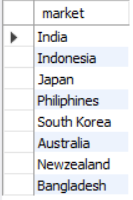 market
India
Indonesia
Japan
Philiphines
South Korea
Australia
Newzealand
Bangladesh